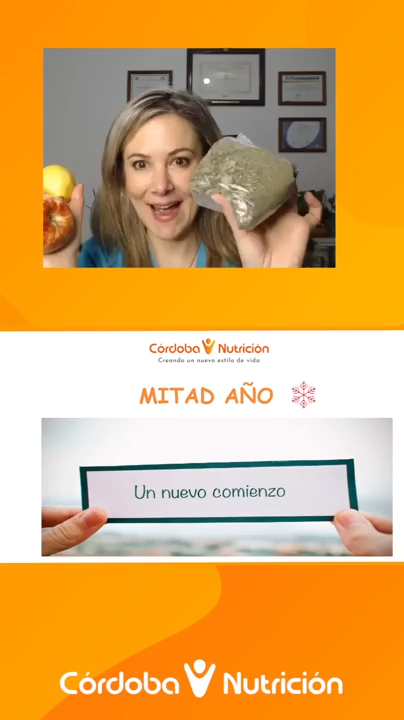 Córdoba Nutrición
Creando un nuevo estilo de vida
MITAD AÑO
Un nuevo comienzo
Córdoba Nutrición